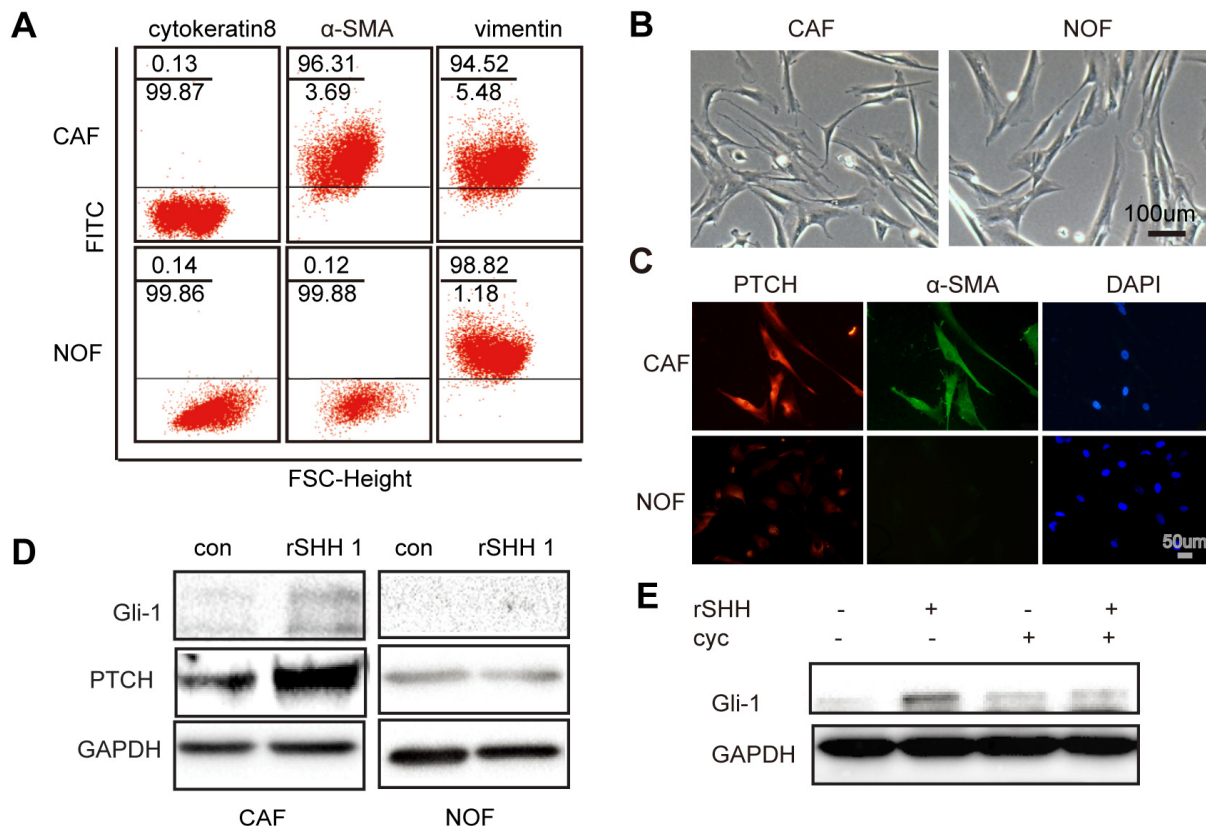 A
cytokeratin8 α-SMA vimentin
CAF
0.13
99.87
96.31
3.69
94.52
5.48
NOF
0.14
99.86
0.12
99.88
98.82
1.18
FITC
FSC-Height
B
CAF NOF
100um
C
PTCH α-SMA DAPI
CAF
NOF
50um
D
con rSHH 1 con rSHH 1
Gli-1
PTCH
GAPDH
CAF NOF
E
rSHH - + - +
cyc - - + +
Gli-1
GAPDH